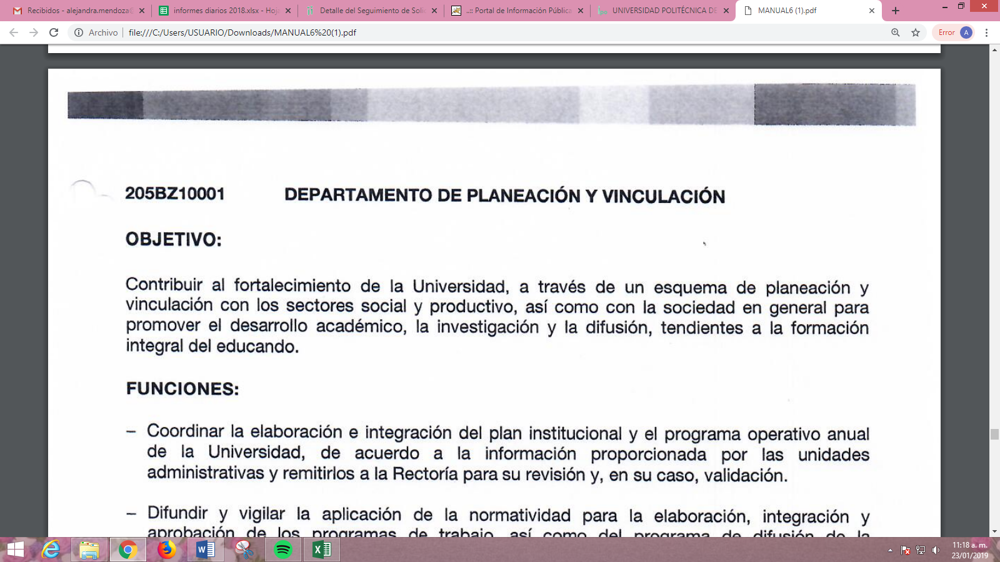 Recibidos - alejandra.mendoza@
informes diarios 2018.xlsx - Hoja
Detalle del Seguimiento de Solic
..:: Portal de Información Pública
UNIVERSIDAD POLITÉCNICA DE
MANUAL6 (1).pdf
Archivo
file:///C:/Users/USUARIO/Downloads/MANUAL6%20(1).pdf
Error
A
205BZ10001 DEPARTAMENTO DE PLANEACIÓN Y VINCULACIÓN
OBJETIVO:
Contribuir al fortalecimiento de la Universidad, a través de un esquema de planeación y
vinculación con los sectores social y productivo, así como con la sociedad en general para
promover el desarrollo académico, la investigación y la difusión, tendientes a la formación
integral del educando.
FUNCIONES:
– Coordinar la elaboración e integración del plan institucional y el programa operativo anual
de la Universidad, de acuerdo a la información proporcionada por las unidades
administrativas y remitirlos a la Rectoría para su revisión y, en su caso, validación.
– Difundir y vigilar la aplicación de la normatividad para la elaboración, integración y
aprobación de los programas de trabajo, así como del programa de difusión de la
11:18 a. m.
23/01/2019